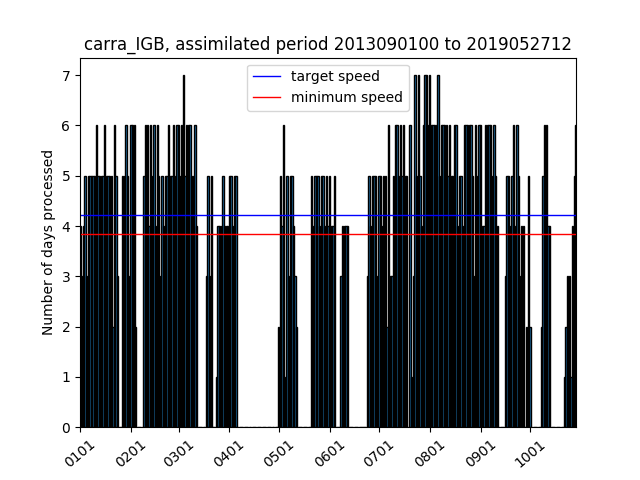 carra_IGB, assimilated period 2013090100 to 2019052712
target speed
minimum speed
Number of days processed
7
6
5
4
3
2
1
0
0101 0201 0301 0401 0501 0601 0701 0801 0901 1001